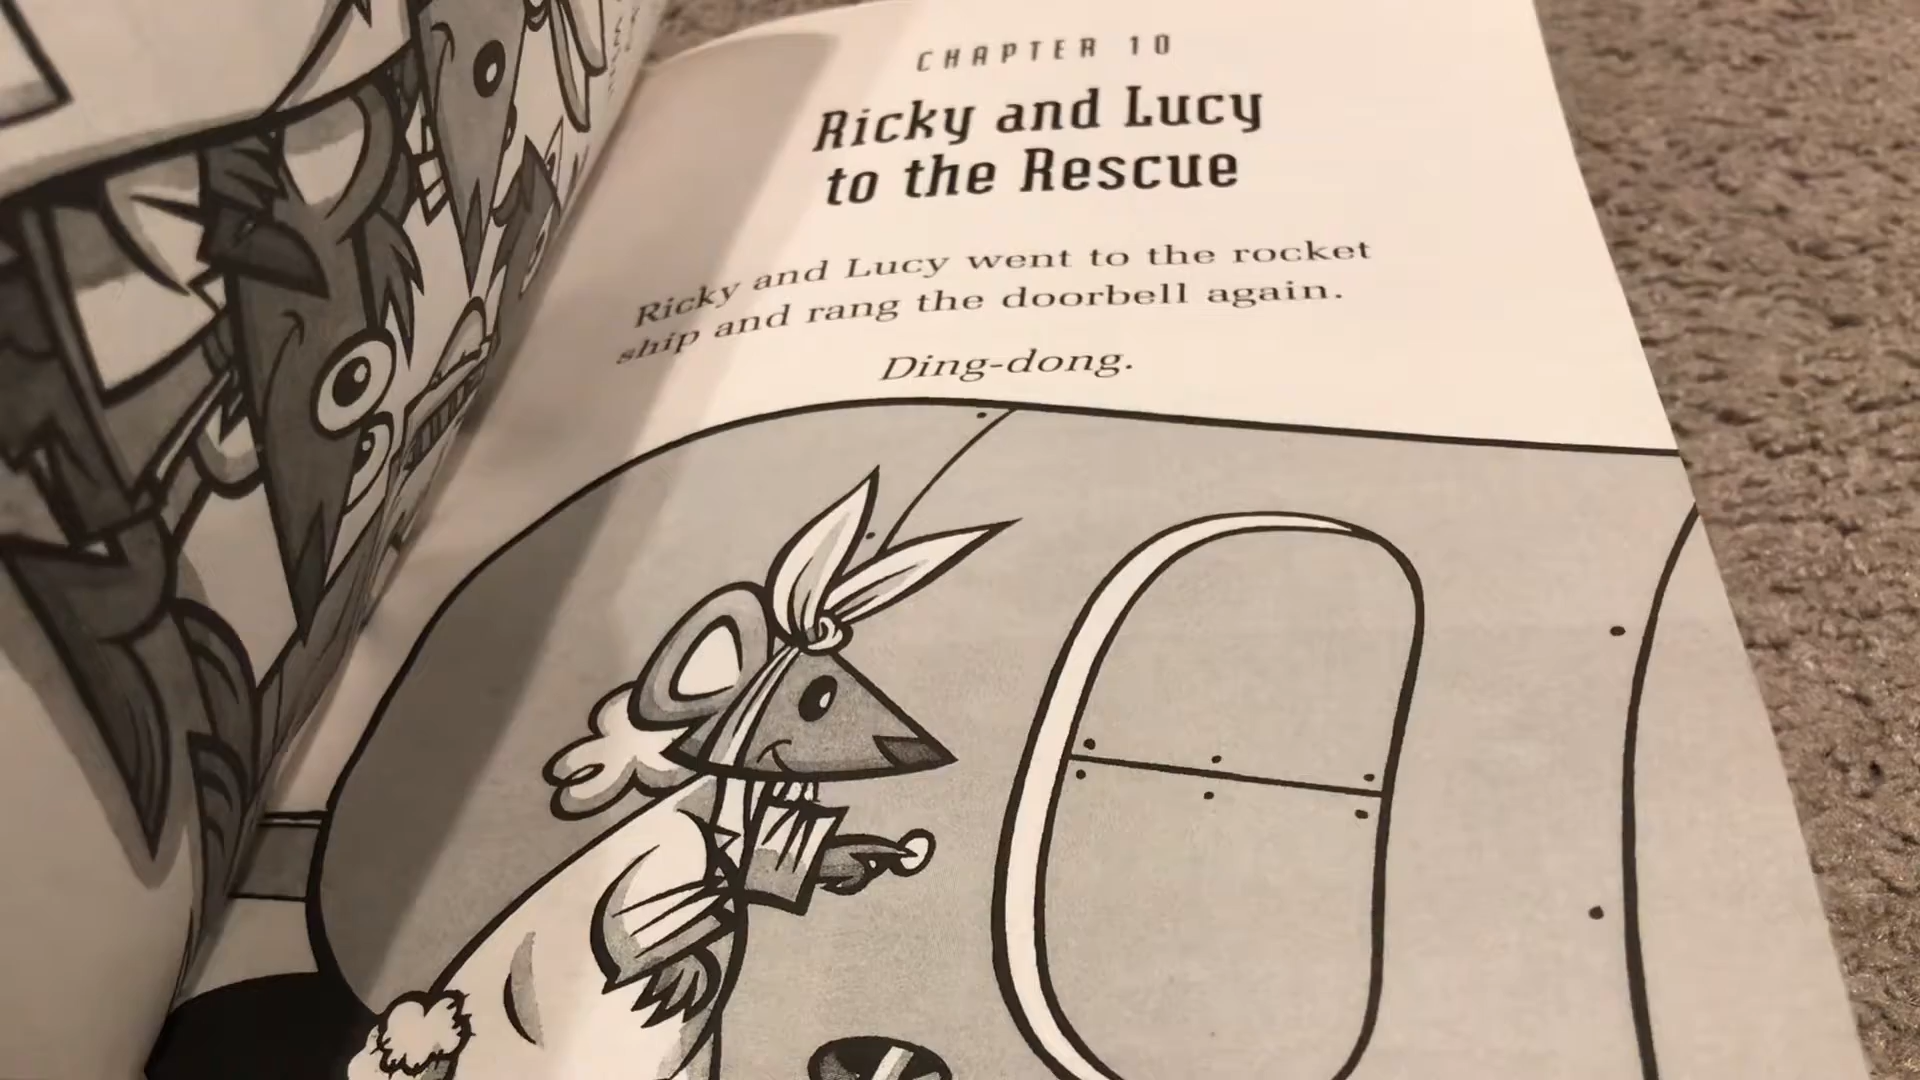 CHAPTER 10
Ricky and Lucy
to the Rescue
Ricky and Lucy went to the rocket
ship and rang the doorbell again.
Ding-dong.